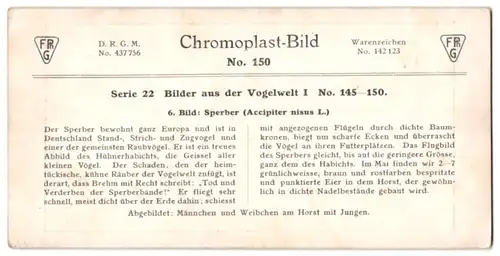 FPR G
D. R. G. M.
No. 437756
Chromoplast-Bild
No. 150
Warenzeichen
No. 142123
FPR G
Serie 22 Bilder aus der Vogelwelt I No. 145—150.
6. Bild: Sperber (Accipiter nisus L.)
Der Sperber bewohnt ganz Europa und ist in
Deutschland Stand-, Strich- und Zugvogel und
einer der gemeinsten Raubvögel. Er ist ein treues
Abbild des Hühnerhabichts, die Geissel aller
kleinen Vögel. Der Schaden, den der heim-
tückische, kühne Räuber der Vogelwelt zufügt, ist
derart, dass Brehm mit Recht schreibt: „Tod und
Verderben der Sperberbande!“ Er fliegt sehr
schnell, meist dicht über der Erde dahin; schiesst
mit angezogenen Flügeln durch dichte Baum-
kronen, biegt um scharfe Ecken und überrascht
die Vögel an ihren Futterplätzen. Das Flugbild
des Sperbers gleicht, bis auf die geringere Grösse,
ganz dem des Habichts. Im Mai finden wir 2—7
grünlichweisse, braun und rostfarben bespritzte
und punktierte Eier in dem Horst, der gewöhn-
lich in dichte Nadelbestände gebaut wird.
Abgebildet: Männchen und Weibchen am Horst mit Jungen.